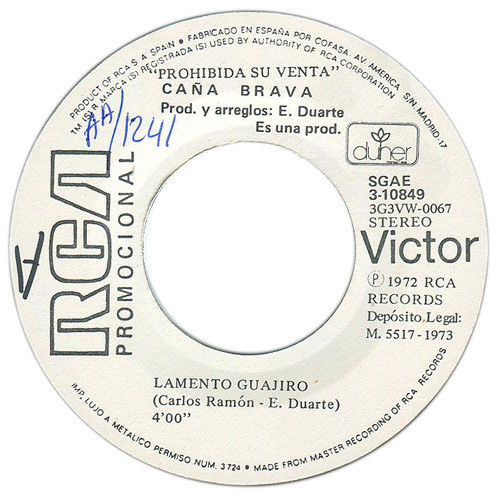 PRODUCT OF RCA S.A. SPAIN • FABRICADO EN ESPAÑA POR COFASA. AV. AMERICA S/N. MADRID-17
TM (S) ® MARCA (S) REGISTRADA (S) USED BY AUTHORITY OF RCA CORPORATION
"PROHIBIDA SU VENTA"
CAÑA BRAVA
Prod. y arreglos: E. Duarte
Es una prod.
duher
AA/1241
A
RCA
PROMOCIONAL
SGAE
3-10849
3G3VW-0067
STEREO
Victor
Ⓟ 1972 RCA
RECORDS
Depósito Legal:
M. 5517 - 1973
LAMENTO GUAJIRO
(Carlos Ramón - E. Duarte)
4'00"
IMP. LUJO A METALICO PERMISO NUM. 3724 • MADE FROM MASTER RECORDING OF RCA RECORDS